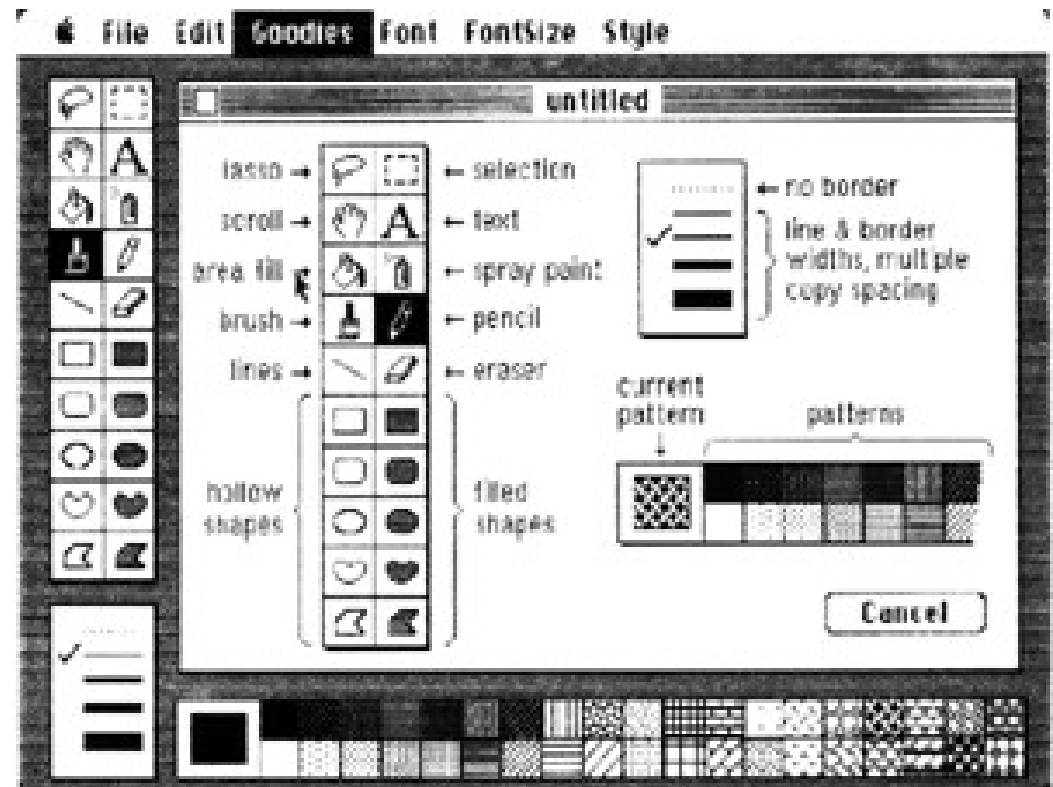 File Edit Goodies Font FontSize Style
untitled
lasso
selection
scroll
text
area fill
spray paint
brush
pencil
lines
eraser
hollow
shapes
filled
shapes
no border
line & border
widths, multiple
copy spacing
current
pattern
patterns
Cancel